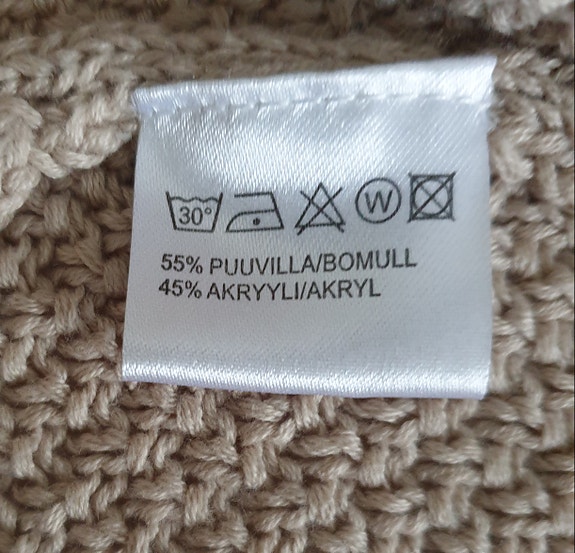 30° W
55% PUUVILLA/BOMULL
45% AKRYYLI/AKRYL